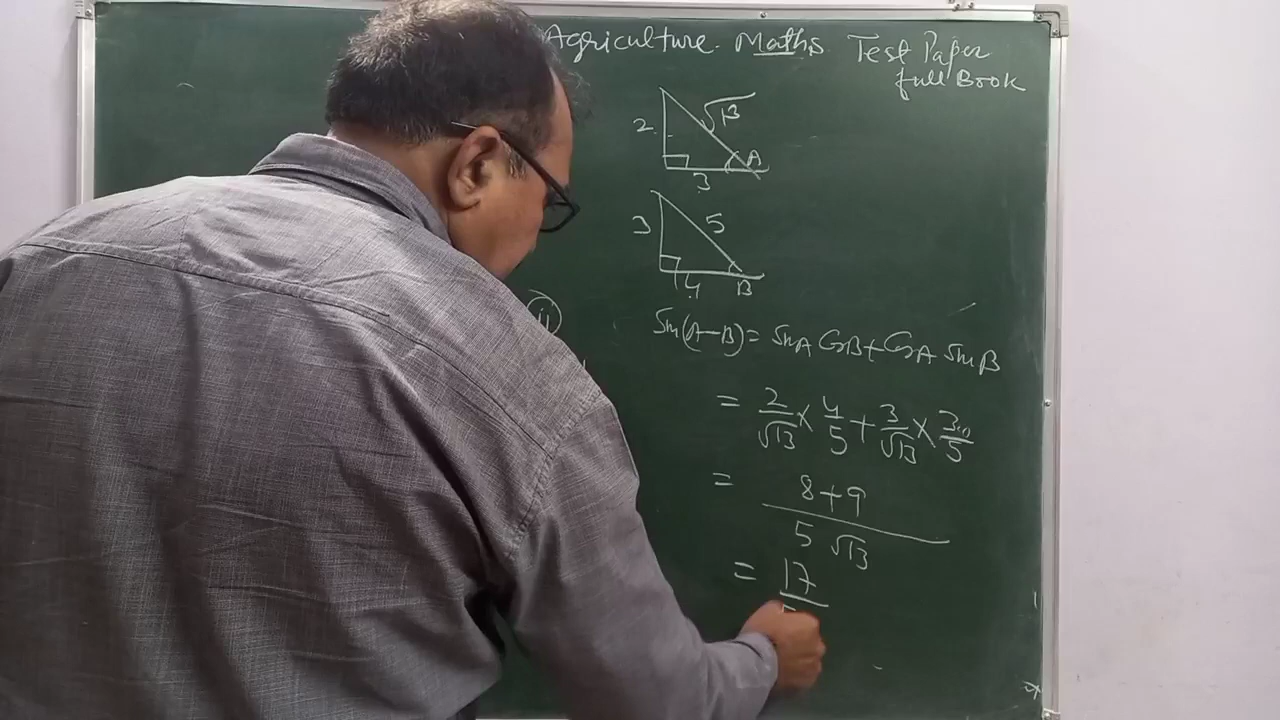 Agriculture Maths Test Paper
full Book
2
√13
A
3
3
5
4
B
ii
Sin(A-B)= SinA CosB+CosA SinB
= 2/√13 × 4/5 + 3/√13 × 3/5
= 8+9 / 5√13
= 17